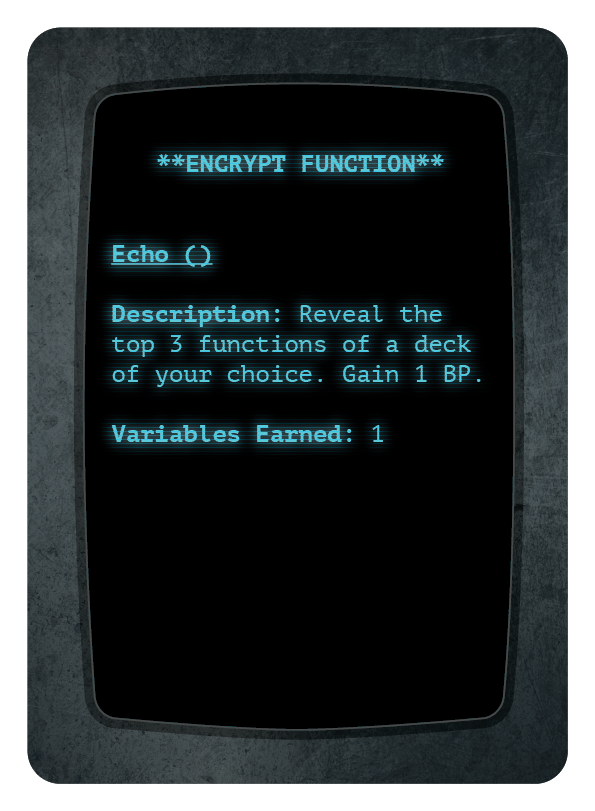 **ENCRYPT FUNCTION**
Echo ()
Description: Reveal the
top 3 functions of a deck
of your choice. Gain 1 BP.
Variables Earned: 1